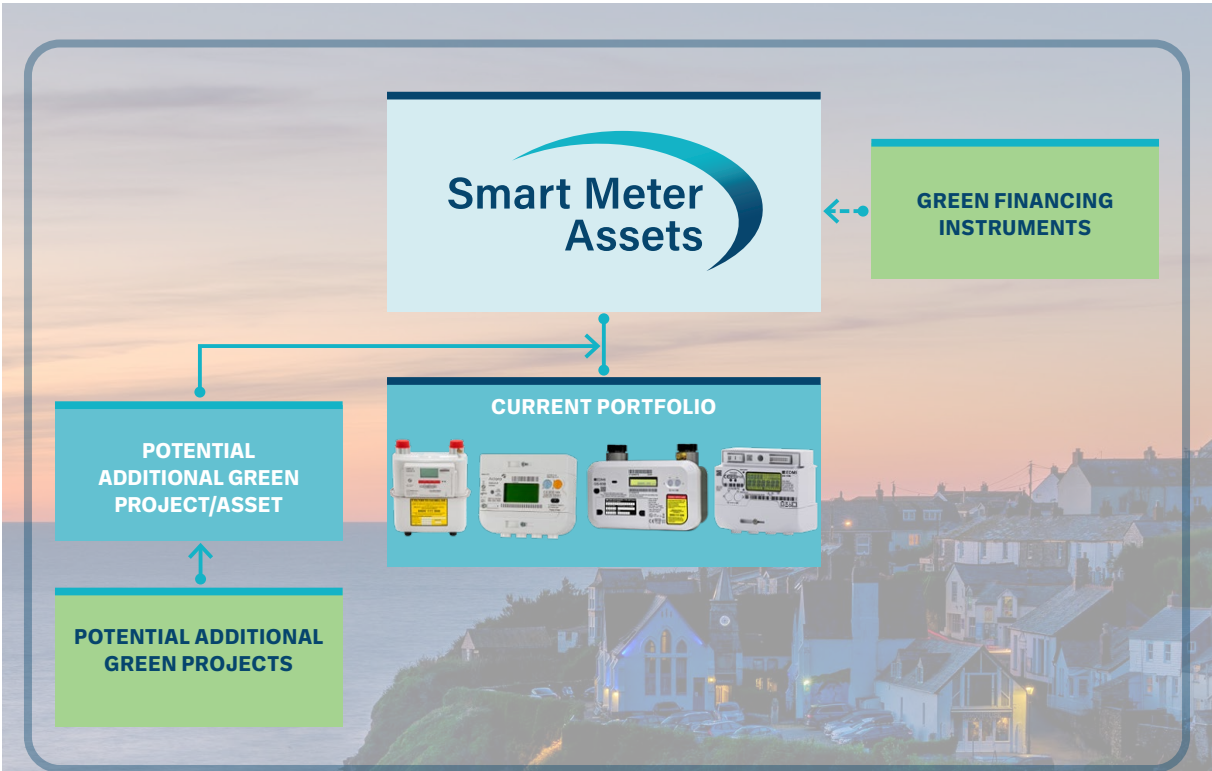 Smart Meter
Assets
GREEN FINANCING
INSTRUMENTS
CURRENT PORTFOLIO
POTENTIAL
ADDITIONAL GREEN
PROJECT/ASSET
POTENTIAL ADDITIONAL
GREEN PROJECTS